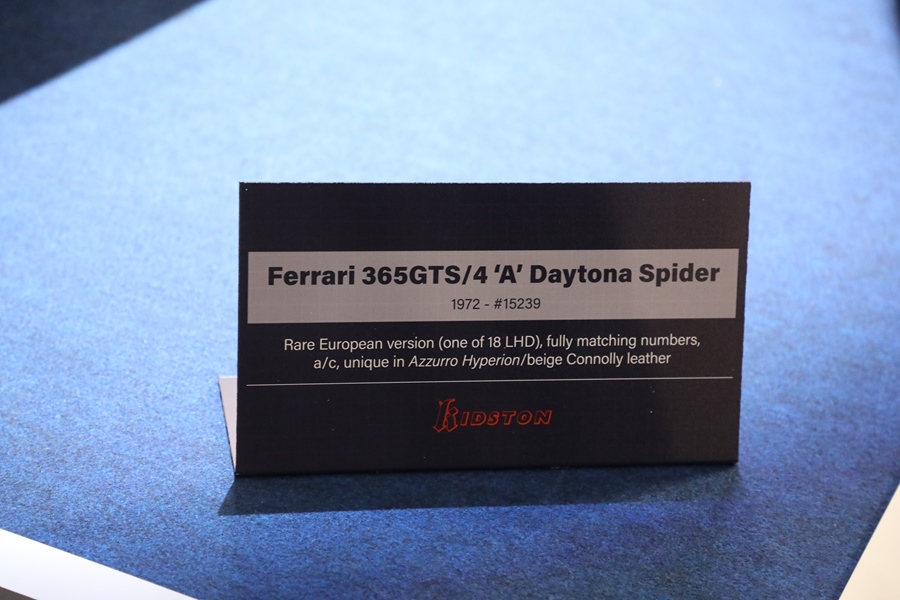 Ferrari 365GTS/4 ‘A’ Daytona Spider
1972 - #15239
Rare European version (one of 18 LHD), fully matching numbers,
a/c, unique in Azzurro Hyperion/beige Connolly leather
KIDSTON